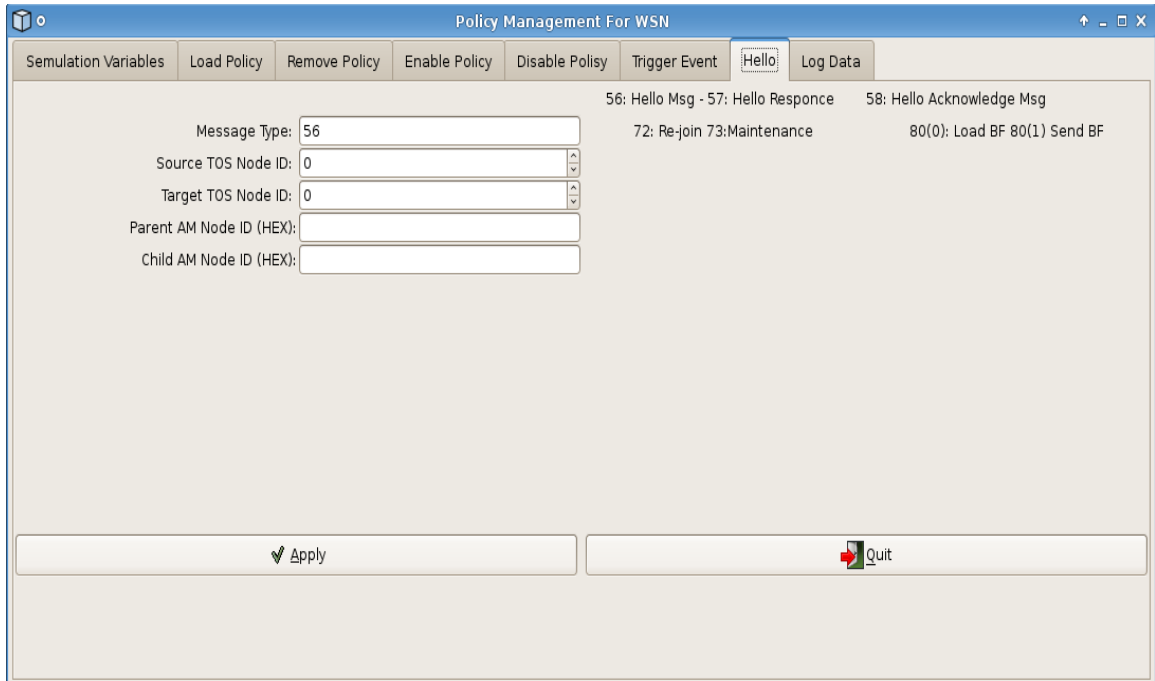 Policy Management For WSN
Semulation Variables Load Policy Remove Policy Enable Policy Disable Polisy Trigger Event Hello Log Data
56: Hello Msg - 57: Hello Responce 58: Hello Acknowledge Msg
Message Type: 56 72: Re-join 73:Maintenance 80(0): Load BF 80(1) Send BF
Source TOS Node ID: 0
Target TOS Node ID: 0
Parent AM Node ID (HEX):
Child AM Node ID (HEX):
Apply Quit